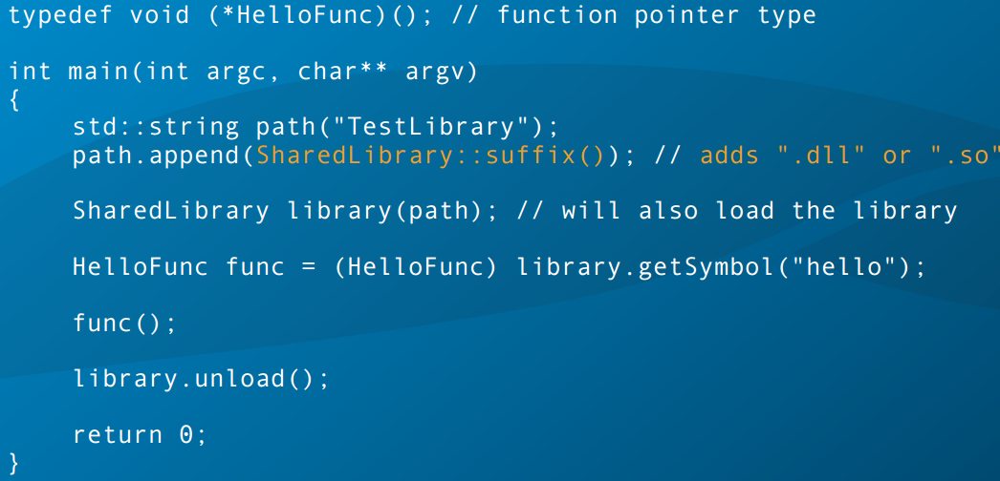 typedef void (*HelloFunc)(); // function pointer type
int main(int argc, char** argv)
{
std::string path("TestLibrary");
path.append(SharedLibrary::suffix()); // adds ".dll" or ".so"
SharedLibrary library(path); // will also load the library
HelloFunc func = (HelloFunc) library.getSymbol("hello");
func();
library.unload();
return 0;
}